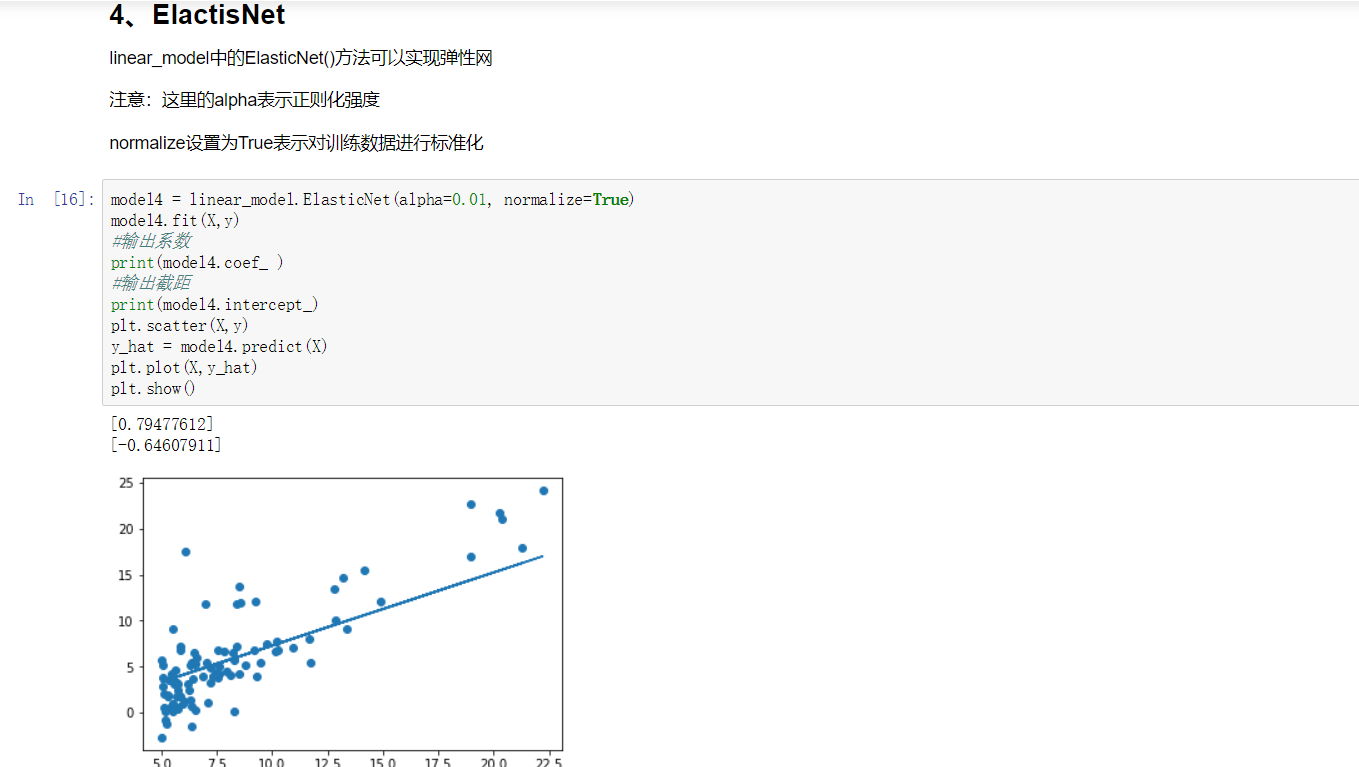 4、ElactisNet
linear_model中的ElasticNet()方法可以实现弹性网
注意：这里的alpha表示正则化强度
normalize设置为True表示对训练数据进行标准化
In [16]:
model4 = linear_model.ElasticNet(alpha=0.01, normalize=True)
model4.fit(X,y)
#输出系数
print(model4.coef_ )
#输出截距
print(model4.intercept_)
plt.scatter(X,y)
y_hat = model4.predict(X)
plt.plot(X,y_hat)
plt.show()
[0.79477612]
[-0.64607911]
25
20
15
10
5
0
5.0 7.5 10.0 12.5 15.0 17.5 20.0 22.5